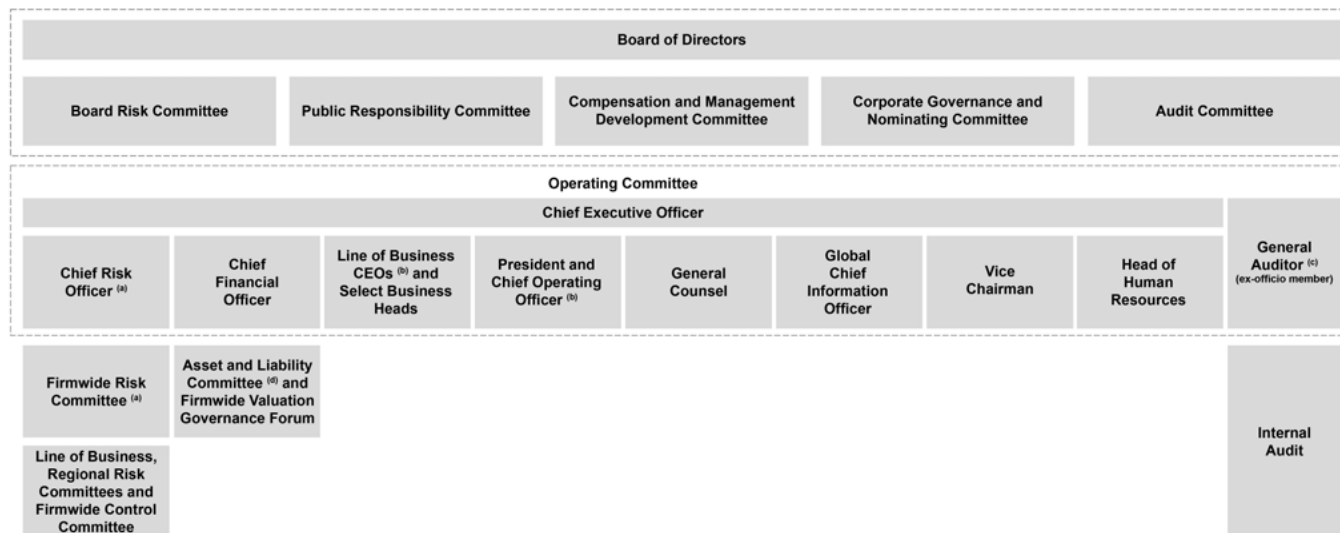 Board of Directors
Board Risk Committee
Public Responsibility Committee
Compensation and Management
Development Committee
Corporate Governance and
Nominating Committee
Audit Committee
Operating Committee
Chief Executive Officer
Chief Risk
Officer (a)
Chief
Financial
Officer
Line of Business
CEOs (b) and
Select Business
Heads
President and
Chief Operating
Officer (b)
General
Counsel
Global
Chief
Information
Officer
Vice
Chairman
Head of
Human
Resources
General
Auditor (c)
(ex-officio member)
Firmwide Risk
Committee (a)
Asset and Liability
Committee (d) and
Firmwide Valuation
Governance Forum
Line of Business,
Regional Risk
Committees and
Firmwide Control
Committee
Internal
Audit